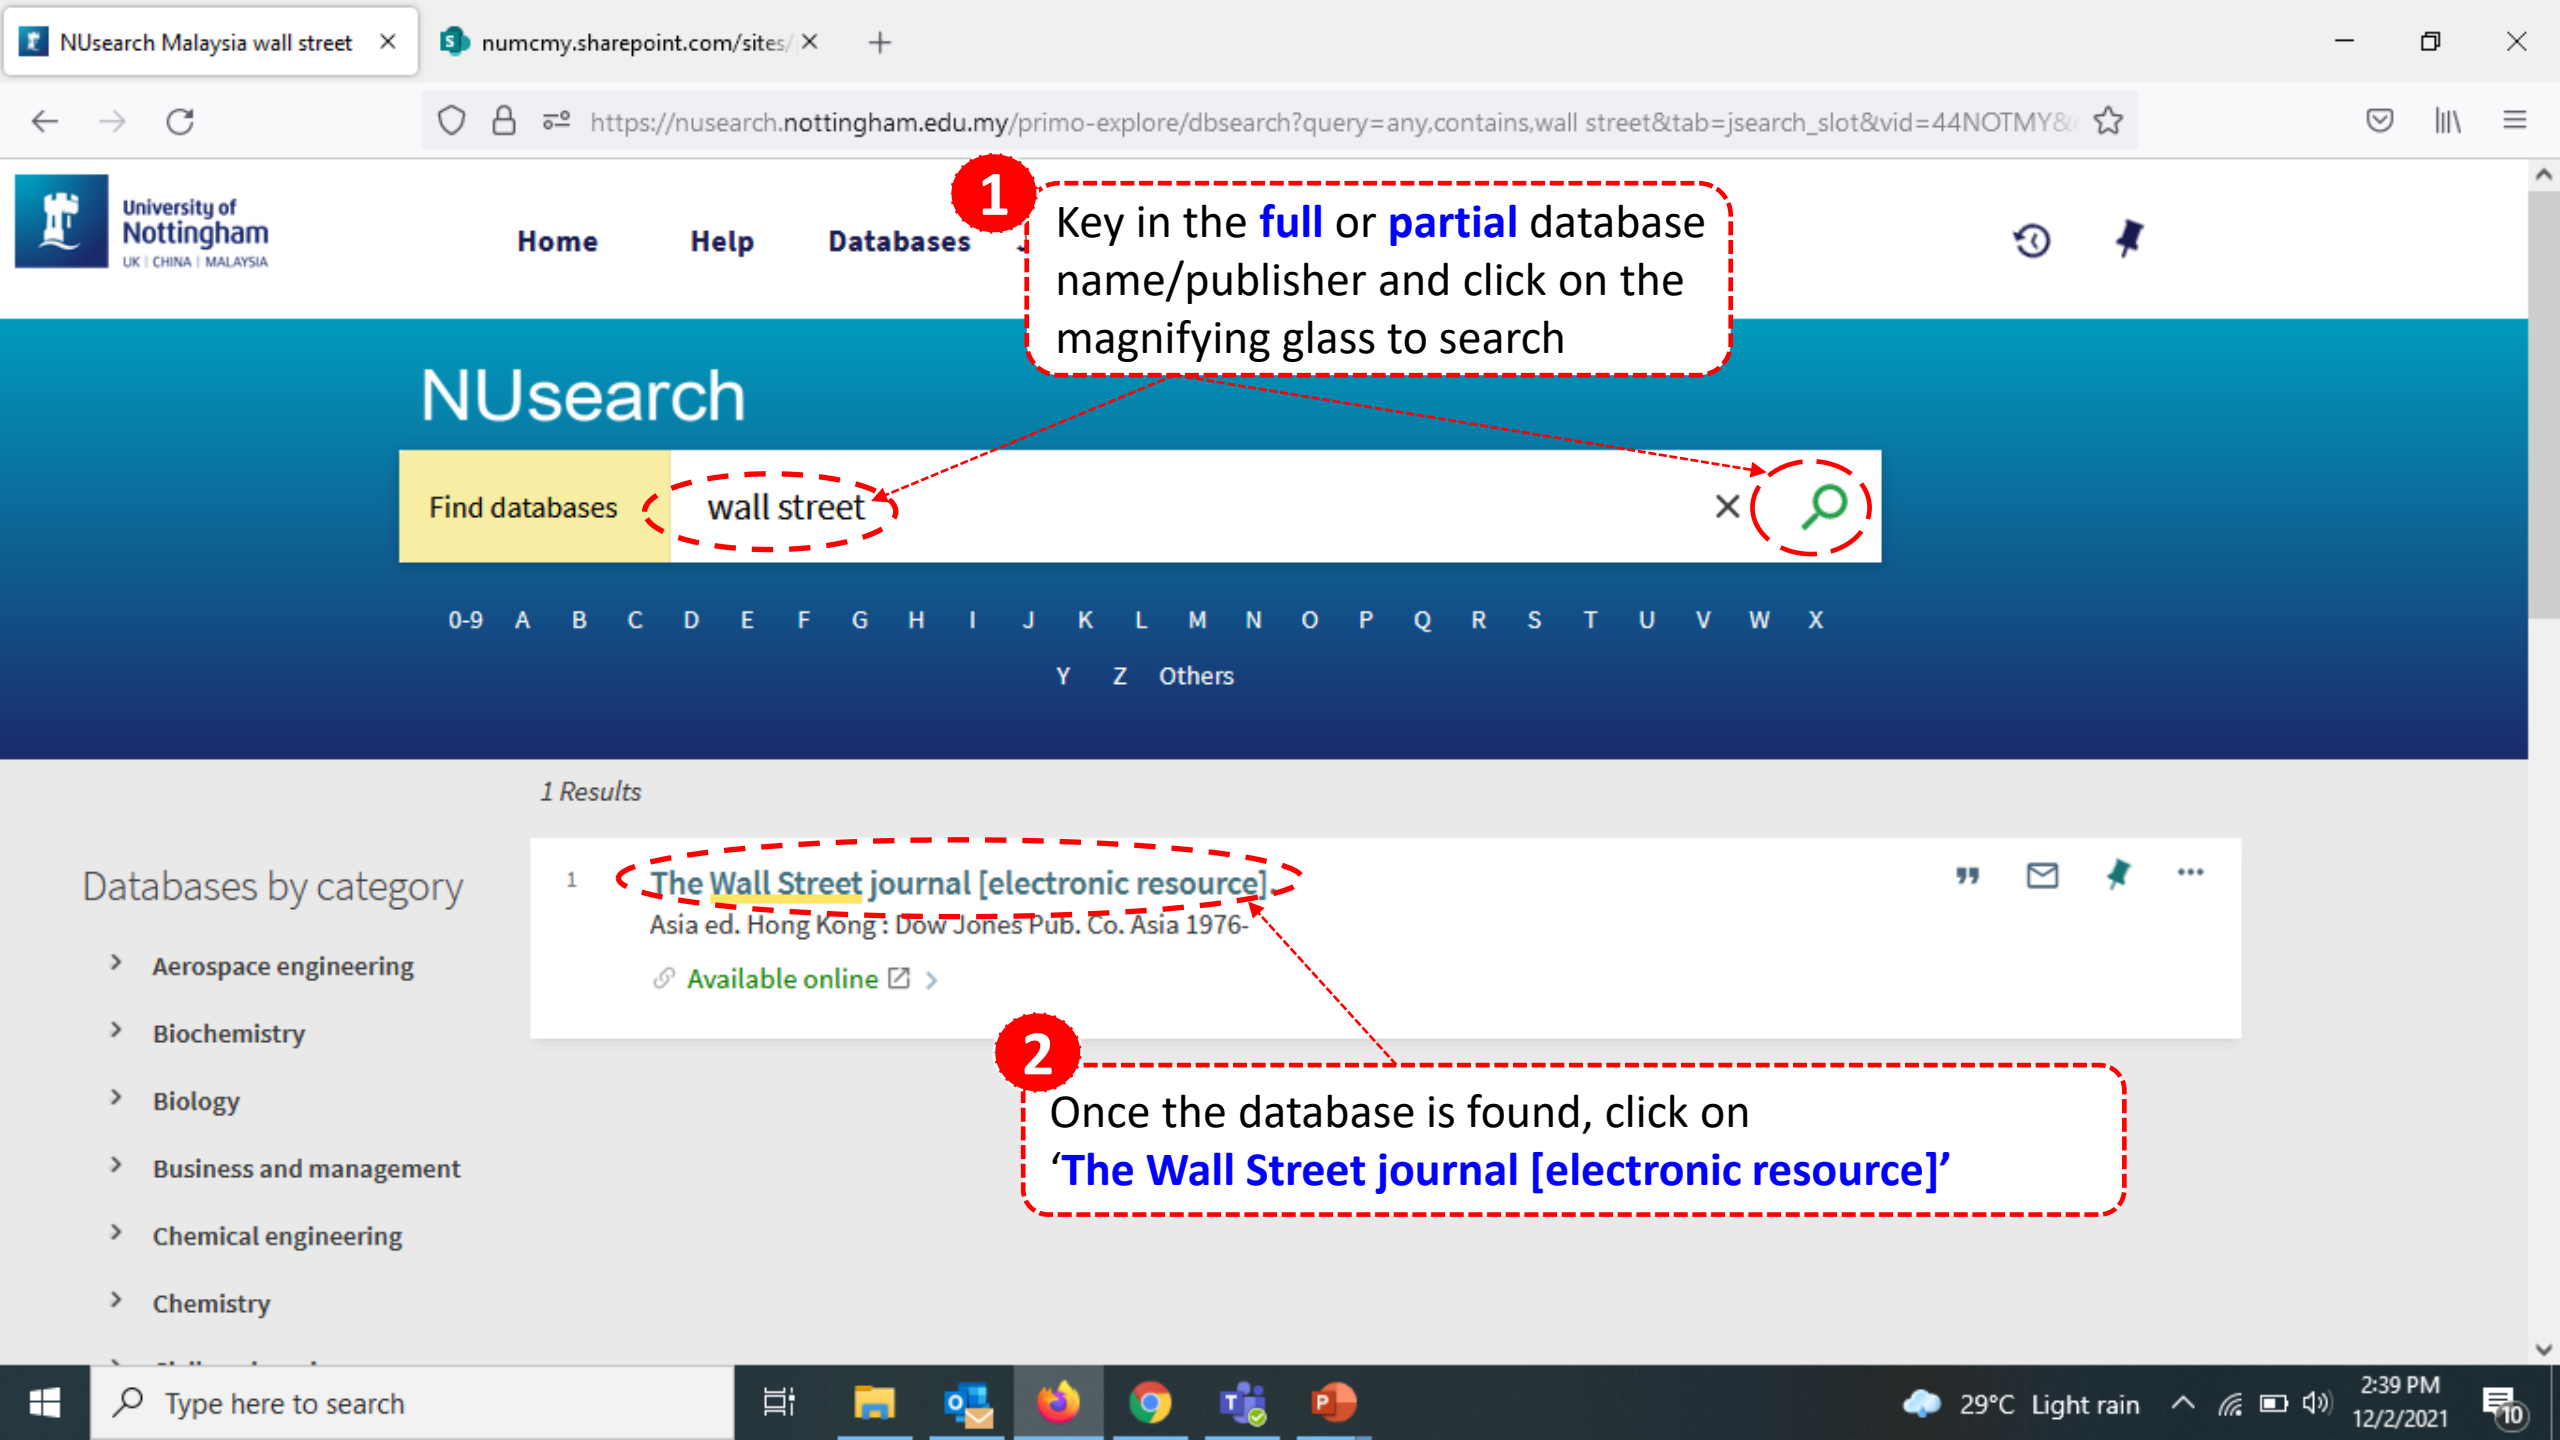 NUsearch Malaysia wall street
numcmy.sharepoint.com/sites/
https://nusearch.nottingham.edu.my/primo-explore/dbsearch?query=any,contains,wall street&tab=jsearch_slot&vid=44NOTMY&
University of
Nottingham
UK | CHINA | MALAYSIA
Home Help Databases
1
Key in the full or partial database
name/publisher and click on the
magnifying glass to search
NUsearch
Find databases wall street
0-9 A B C D E F G H I J K L M N O P Q R S T U V W X
Y Z Others
1 Results
Databases by category
Aerospace engineering
Biochemistry
Biology
Business and management
Chemical engineering
Chemistry
1 The Wall Street journal [electronic resource].
Asia ed. Hong Kong : Dow Jones Pub. Co. Asia 1976-
Available online
2
Once the database is found, click on
‘The Wall Street journal [electronic resource]’
Type here to search
29°C Light rain
2:39 PM
12/2/2021
10